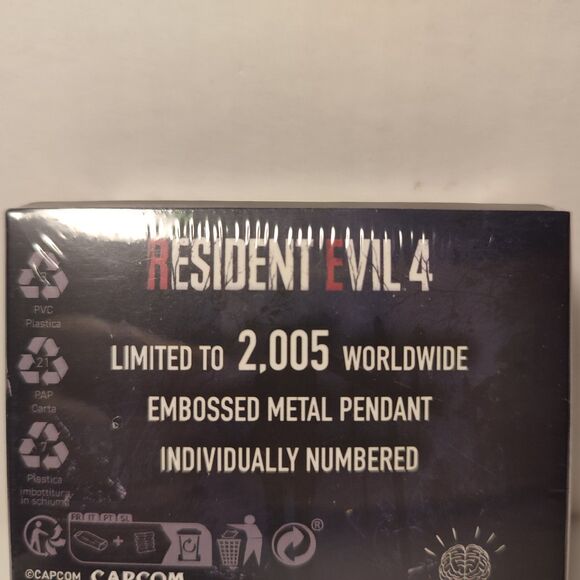 RESIDENT EVIL 4
LIMITED TO 2,005 WORLDWIDE
EMBOSSED METAL PENDANT
INDIVIDUALLY NUMBERED
PVC
Plastica
21
PAP
Carta
7
Plastica
imbottitura
in schiuma
FR IT PT SL
+
®
©CAPCOM CAPCOM